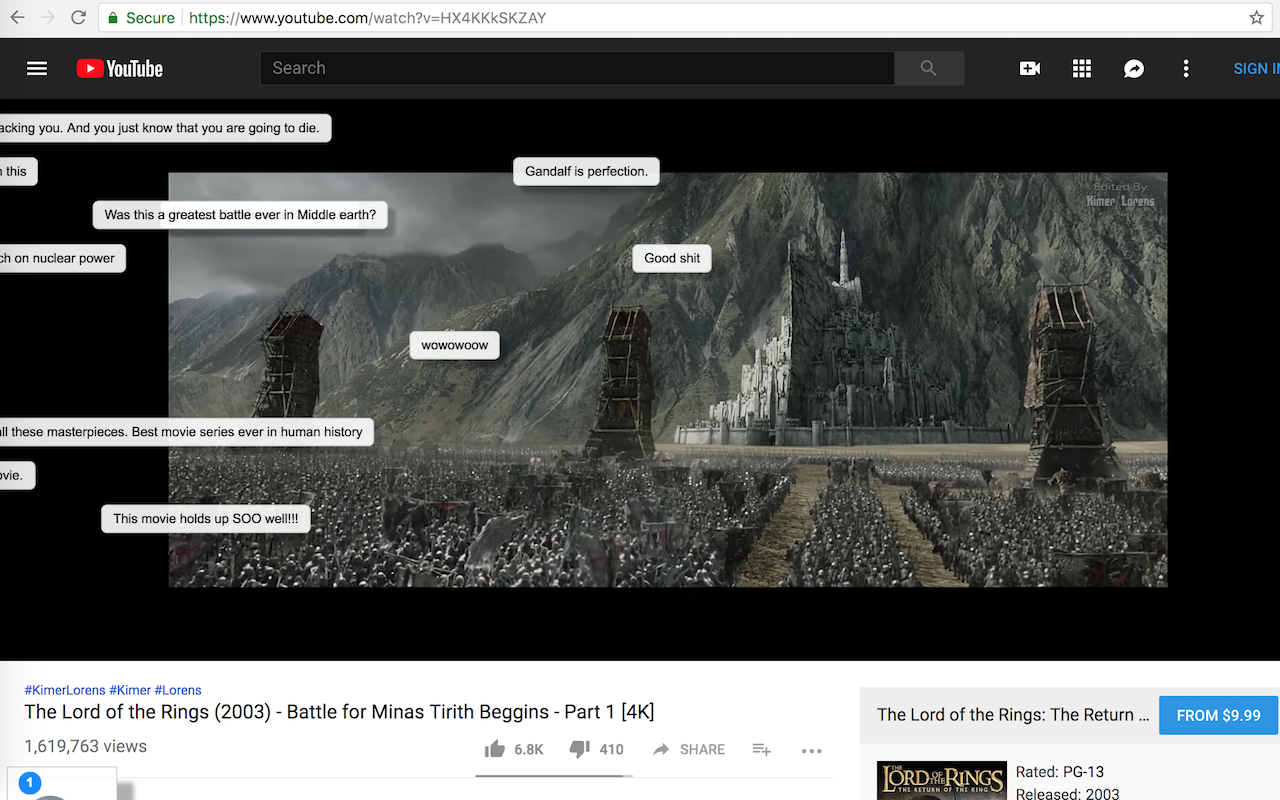 Secure
https://www.youtube.com/watch?v=HX4KKkSKZAY
YouTube
Search
SIGN I
acking you. And you just know that you are going to die.
this
Gandalf is perfection.
Edited By:
Kimer Lorens
Was this a greatest battle ever in Middle earth?
ch on nuclear power
Good shit
wowowoow
ll these masterpieces. Best movie series ever in human history
ovie.
This movie holds up SOO well!!!
#KimerLorens #Kimer #Lorens
The Lord of the Rings (2003) - Battle for Minas Tirith Beggins - Part 1 [4K]
1,619,763 views
6.8K
410
SHARE
The Lord of the Rings: The Return ...
FROM $9.99
1
THE
LORD OF THE RINGS
THE RETURN OF THE KING
Rated: PG-13
Released: 2003